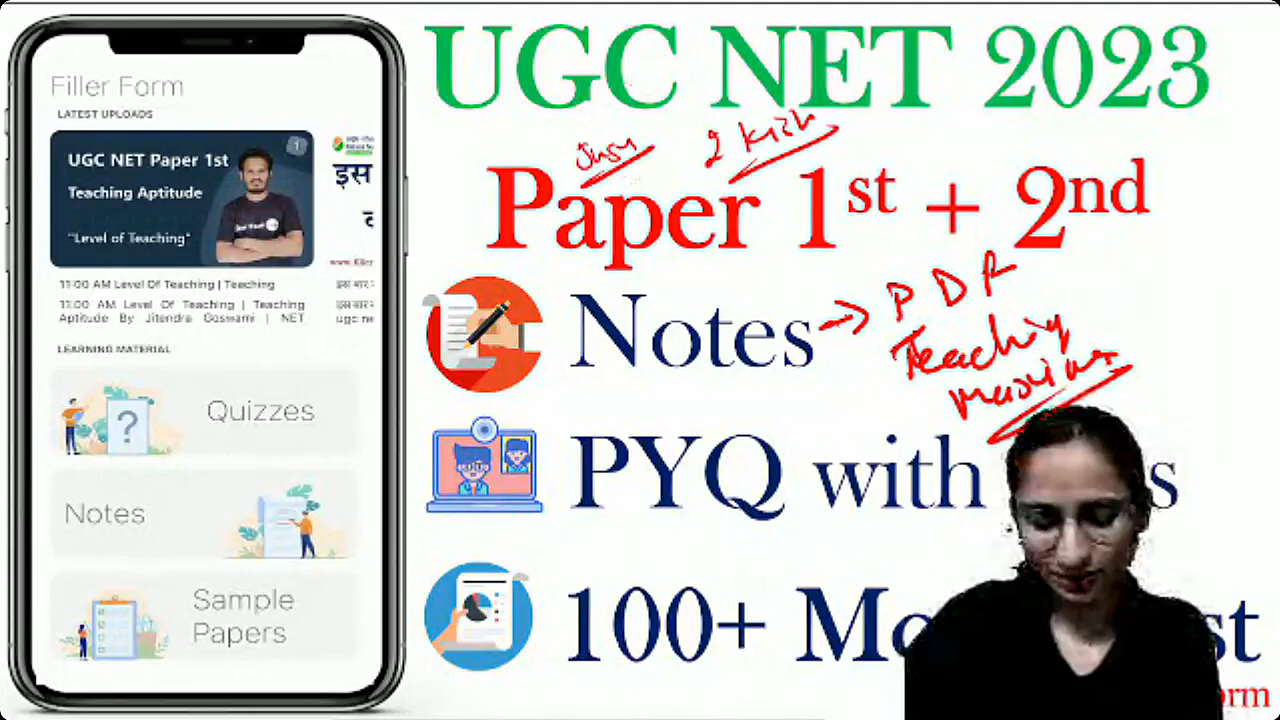 Filler Form
LATEST UPLOADS
UGC NET Paper 1st
Teaching Aptitude
"Level of Teaching"
1
इस
11:00 AM Level Of Teaching | Teaching
11:00 AM Level Of Teaching | Teaching
Aptitude By Jitendra Goswami | NET
LEARNING MATERIAL
Quizzes
Notes
Sample
Papers
UGC NET 2023
Paper 1st + 2nd
Notes → PDF
Teaching
PYQ with
100+ Mo